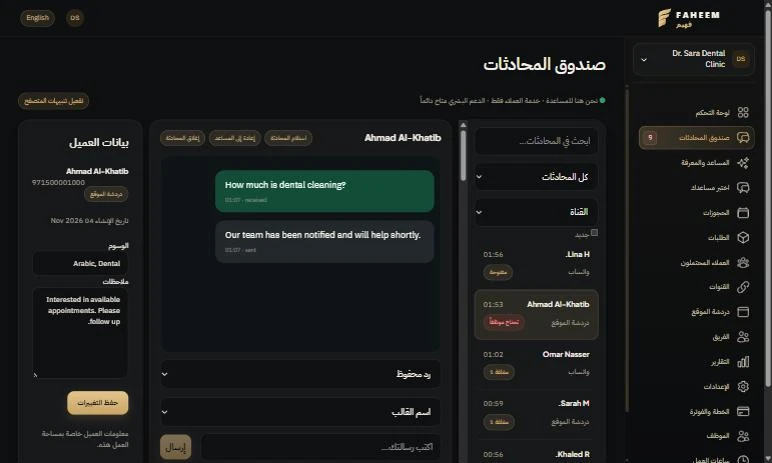 FAHEEM
فهيم
DS
English
Dr. Sara Dental
Clinic
DS
لوحة التحكم
صندوق المحادثات
9
المساعد والمعرفة
اختبر مساعدك
الحجوزات
الطلبات
العملاء المحتملون
القنوات
دردشة الموقع
الفريق
التقارير
الإعدادات
الخطة والفوترة
الموظف
ساعات العمل
صندوق المحادثات
نحن هنا للمساعدة · خدمة العملاء فقط · الدعم البشري متاح دائماً
تفعيل تنبيهات المتصفح
ابحث في المحادثات...
كل المحادثات
القناة
جديد
Lina H.
01:56
واتساب
مفتوحة
Ahmad Al-Khatib
01:53
دردشة الموقع
تحتاج موظفاً
Omar Nasser
01:02
واتساب
مغلقة
Sarah M.
00:59
دردشة الموقع
مغلقة
Khaled R.
00:56
Ahmad Al-Khatib
استلام المحادثة
إعادة إلى المساعد
إغلاق المحادثة
How much is dental cleaning?
01:07 · received
Our team has been notified and will help shortly.
01:07 · sent
رد محفوظ
اسم القالب
اكتب رسالتك...
إرسال
بيانات العميل
Ahmad Al-Khatib
971500001000
دردشة الموقع
تاريخ الإنشاء 04 Nov 2026
الوسوم
Arabic, Dental
ملاحظات
Interested in available
appointments. Please
follow up.
حفظ التغييرات
معلومات العميل خاصة بمساحة
العمل هذه.